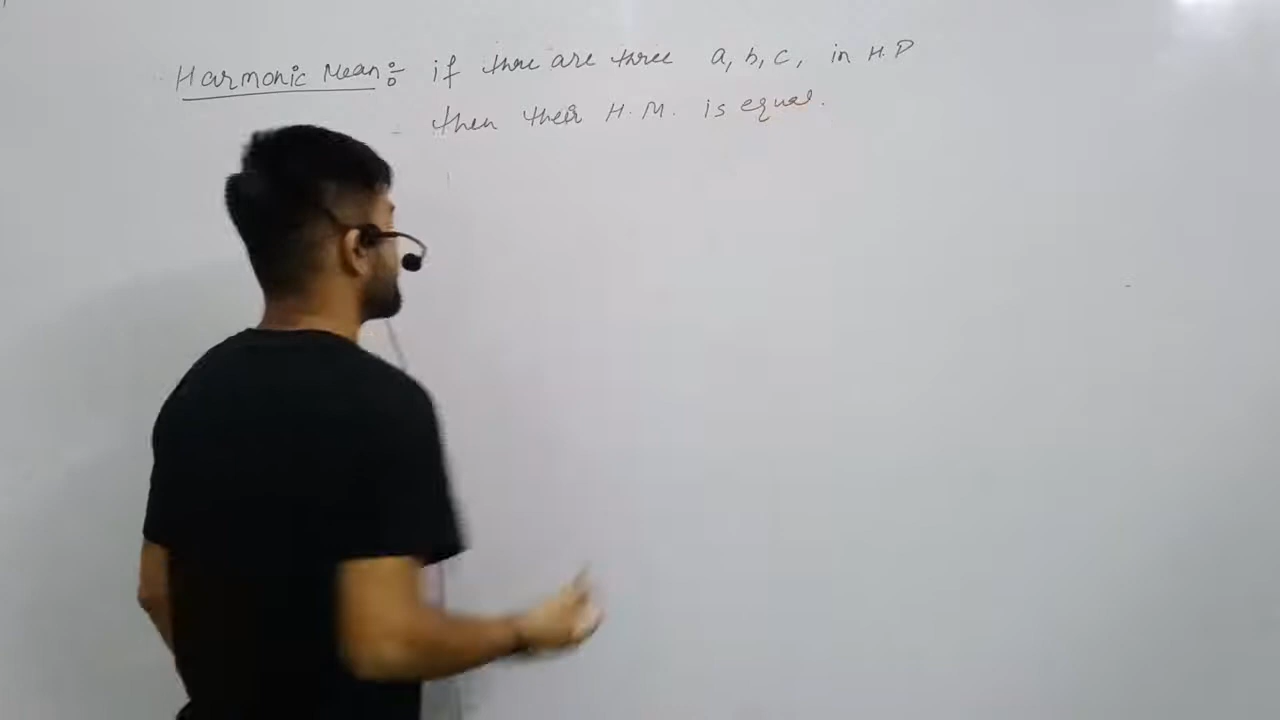 Harmonic Mean:- if there are three a, b, c, in H.P
then their H.M. is equal.